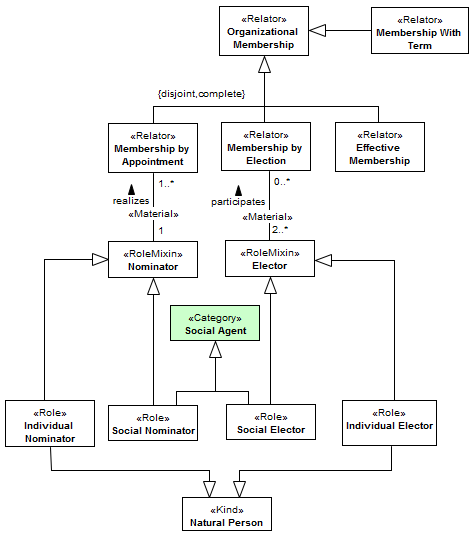 «Relator»
Organizational
Membership
«Relator»
Membership With
Term
{disjoint,complete}
«Relator»
Membership by
Appointment
«Relator»
Membership by
Election
«Relator»
Effective
Membership
1..*
0..*
realizes
participates
«Material»
«Material»
1
2..*
«RoleMixin»
Nominator
«RoleMixin»
Elector
«Category»
Social Agent
«Role»
Individual
Nominator
«Role»
Social Nominator
«Role»
Social Elector
«Role»
Individual Elector
«Kind»
Natural Person